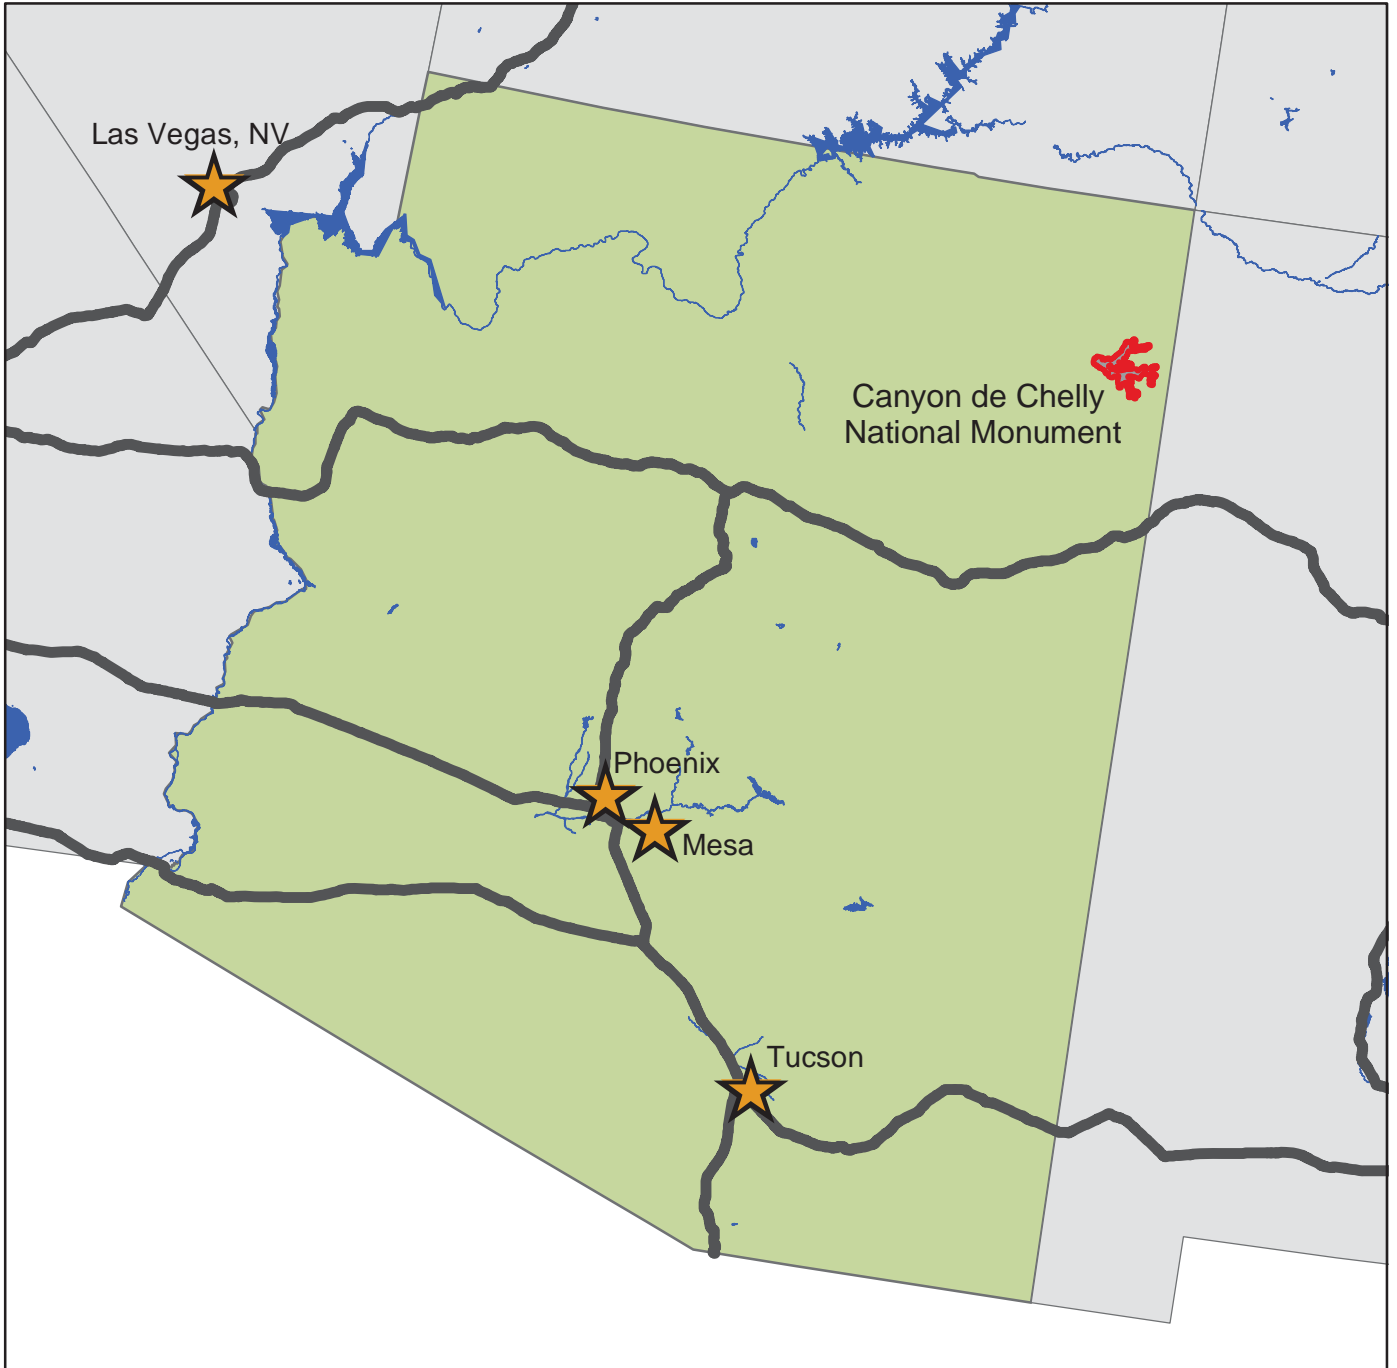 Las Vegas, NV
Canyon de Chelly
National Monument
Phoenix
Mesa
Tucson